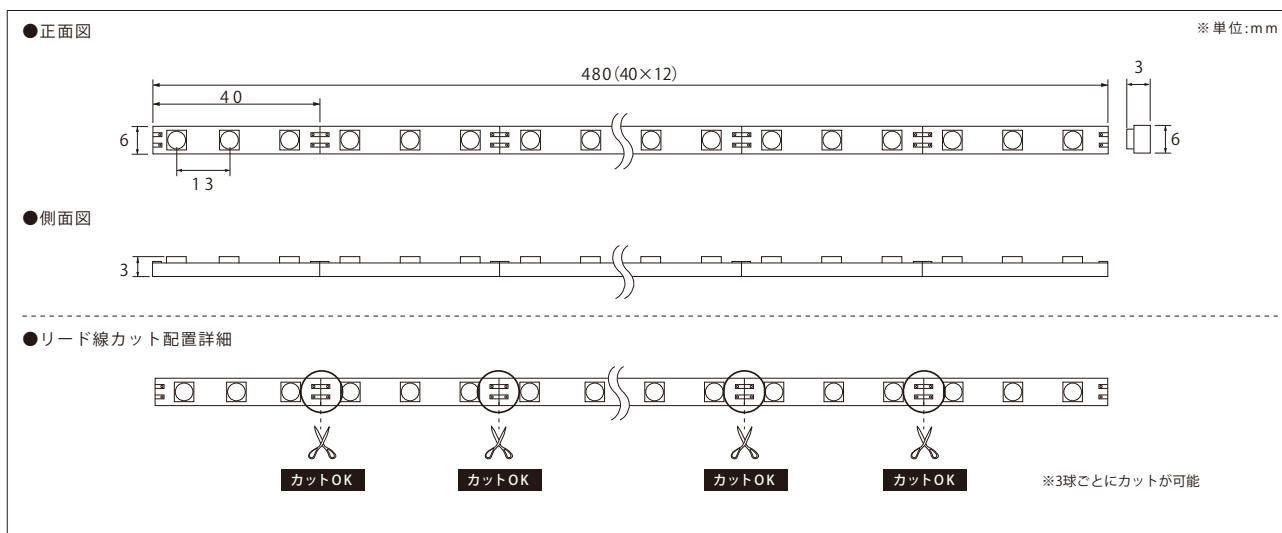 ●正面図
※単位:mm
480(40×12)
3
40
6
6
13
●側面図
3
●リード線カット配置詳細
カットOK
カットOK
カットOK
カットOK
※3球ごとにカットが可能